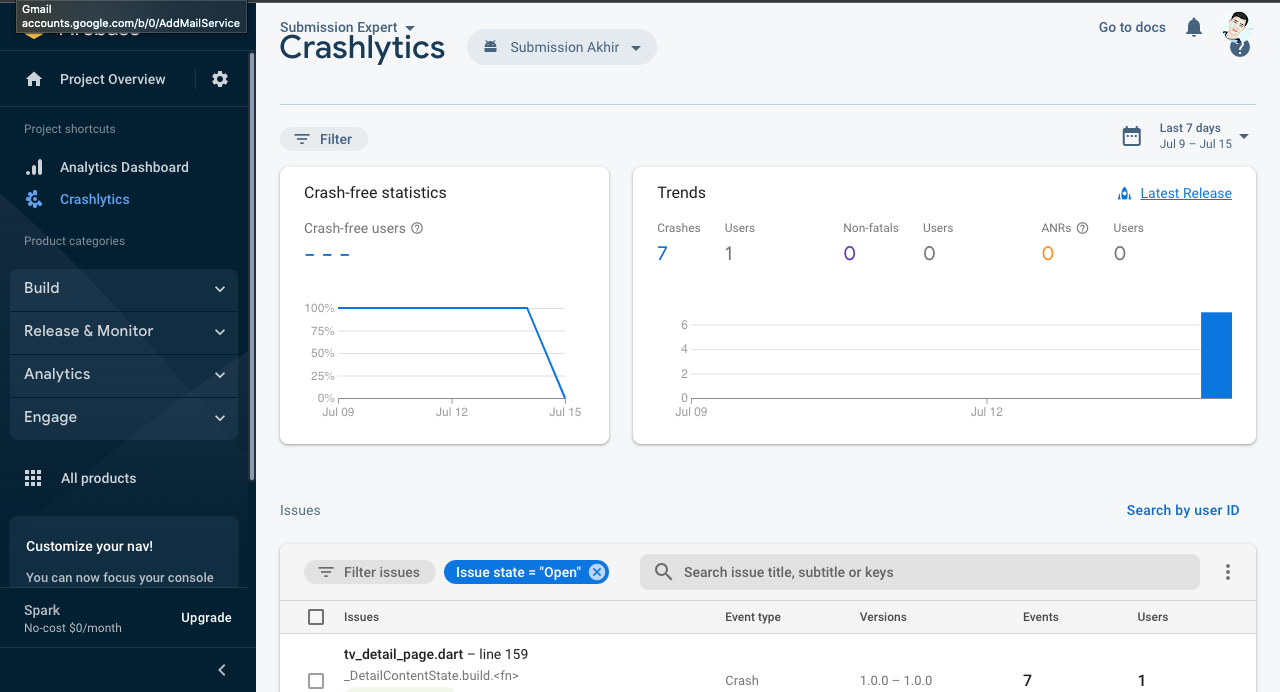 Gmail
accounts.google.com/b/0/AddMailService
Firebase
Project Overview
Project shortcuts
Analytics Dashboard
Crashlytics
Product categories
Build
Release & Monitor
Analytics
Engage
All products
Customize your nav!
You can now focus your console
Spark
No-cost $0/month
Upgrade
Submission Expert
Go to docs
Crashlytics
Submission Akhir
Filter
Last 7 days
Jul 9 – Jul 15
Crash-free statistics
Crash-free users
– – –
100%
75%
50%
25%
0%
Jul 09 Jul 12 Jul 15
Trends
Latest Release
Crashes Users Non-fatals Users ANRs Users
7 1 0 0 0 0
6
4
2
0
Jul 09 Jul 12
Issues
Search by user ID
Filter issues
Issue state = "Open"
Search issue title, subtitle or keys
Issues Event type Versions Events Users
tv_detail_page.dart – line 159
_DetailContentState.build.<fn>
Crash 1.0.0 – 1.0.0 7 1